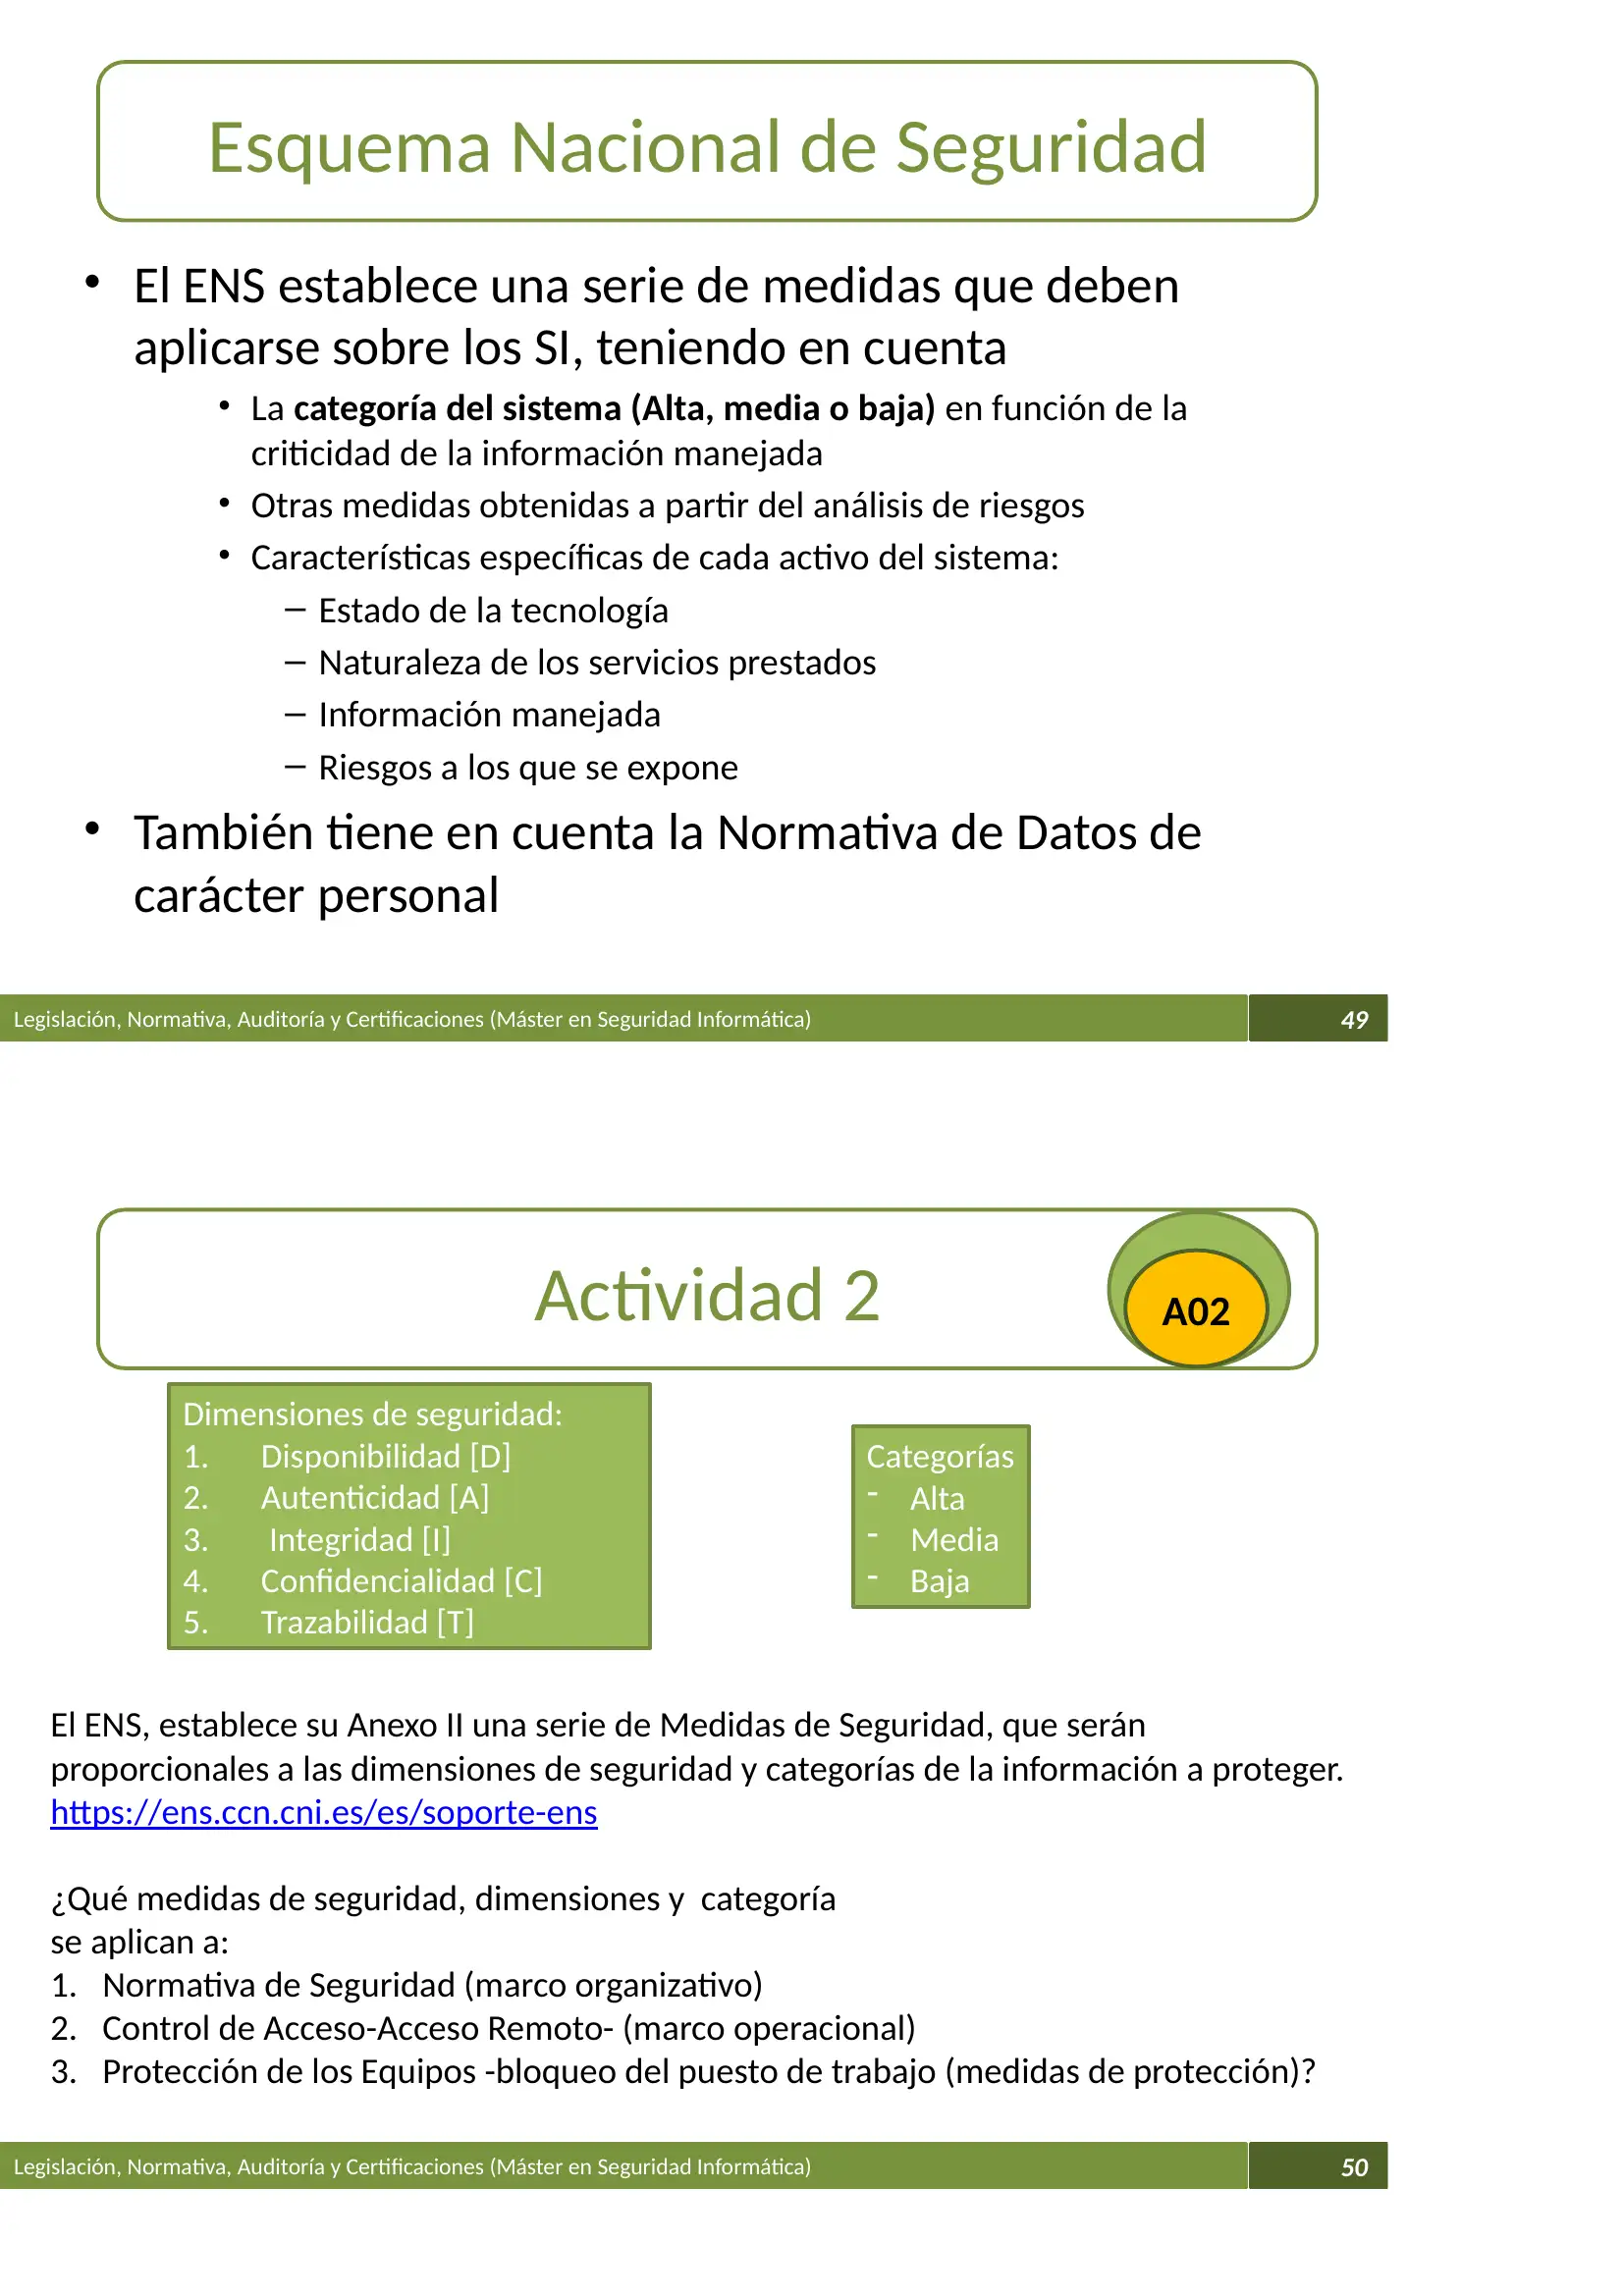 Esquema Nacional de Seguridad
• El ENS establece una serie de medidas que deben
aplicarse sobre los SI, teniendo en cuenta
• La categoría del sistema (Alta, media o baja) en función de la
criticidad de la información manejada
• Otras medidas obtenidas a partir del análisis de riesgos
• Características específicas de cada activo del sistema:
– Estado de la tecnología
– Naturaleza de los servicios prestados
– Información manejada
– Riesgos a los que se expone
• También tiene en cuenta la Normativa de Datos de
carácter personal
Legislación, Normativa, Auditoría y Certificaciones (Máster en Seguridad Informática) 49
Actividad 2
A02
Dimensiones de seguridad:
1. Disponibilidad [D]
2. Autenticidad [A]
3. Integridad [I]
4. Confidencialidad [C]
5. Trazabilidad [T]
Categorías
- Alta
- Media
- Baja
El ENS, establece su Anexo II una serie de Medidas de Seguridad, que serán
proporcionales a las dimensiones de seguridad y categorías de la información a proteger.
https://ens.ccn.cni.es/es/soporte-ens
¿Qué medidas de seguridad, dimensiones y categoría
se aplican a:
1. Normativa de Seguridad (marco organizativo)
2. Control de Acceso-Acceso Remoto- (marco operacional)
3. Protección de los Equipos -bloqueo del puesto de trabajo (medidas de protección)?
Legislación, Normativa, Auditoría y Certificaciones (Máster en Seguridad Informática) 50